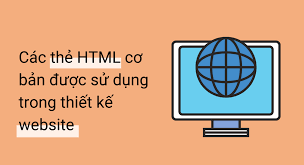 Các thẻ HTML cơ
bản được sử dụng
trong thiết kế
website